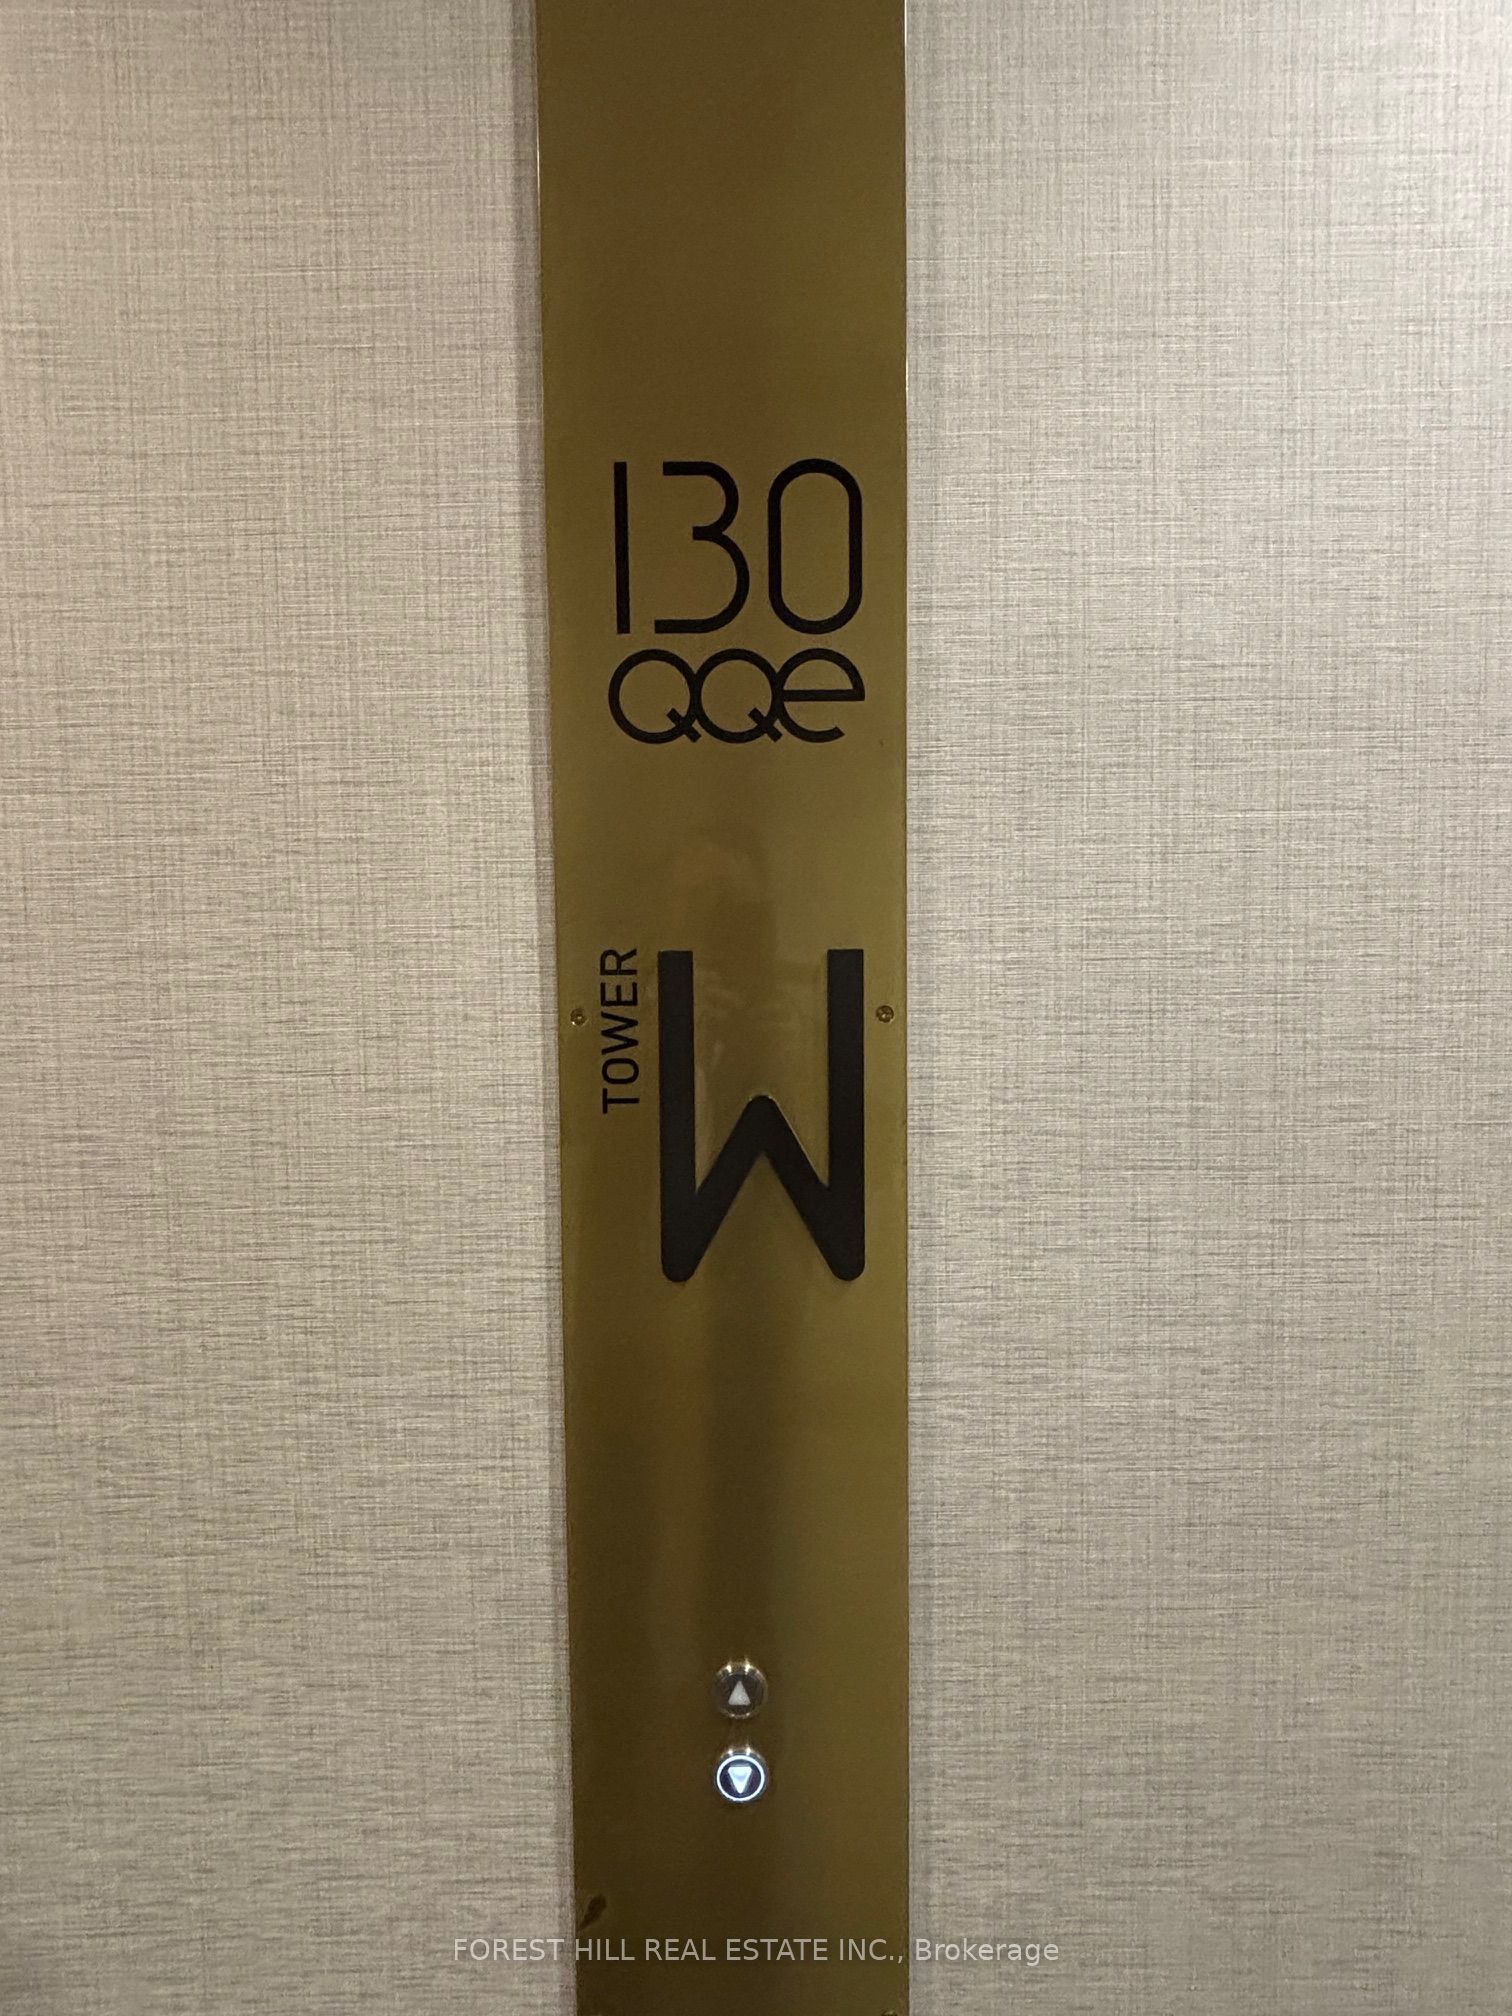 130
QQe
TOWER
W
FOREST HILL REAL ESTATE INC., Brokerage